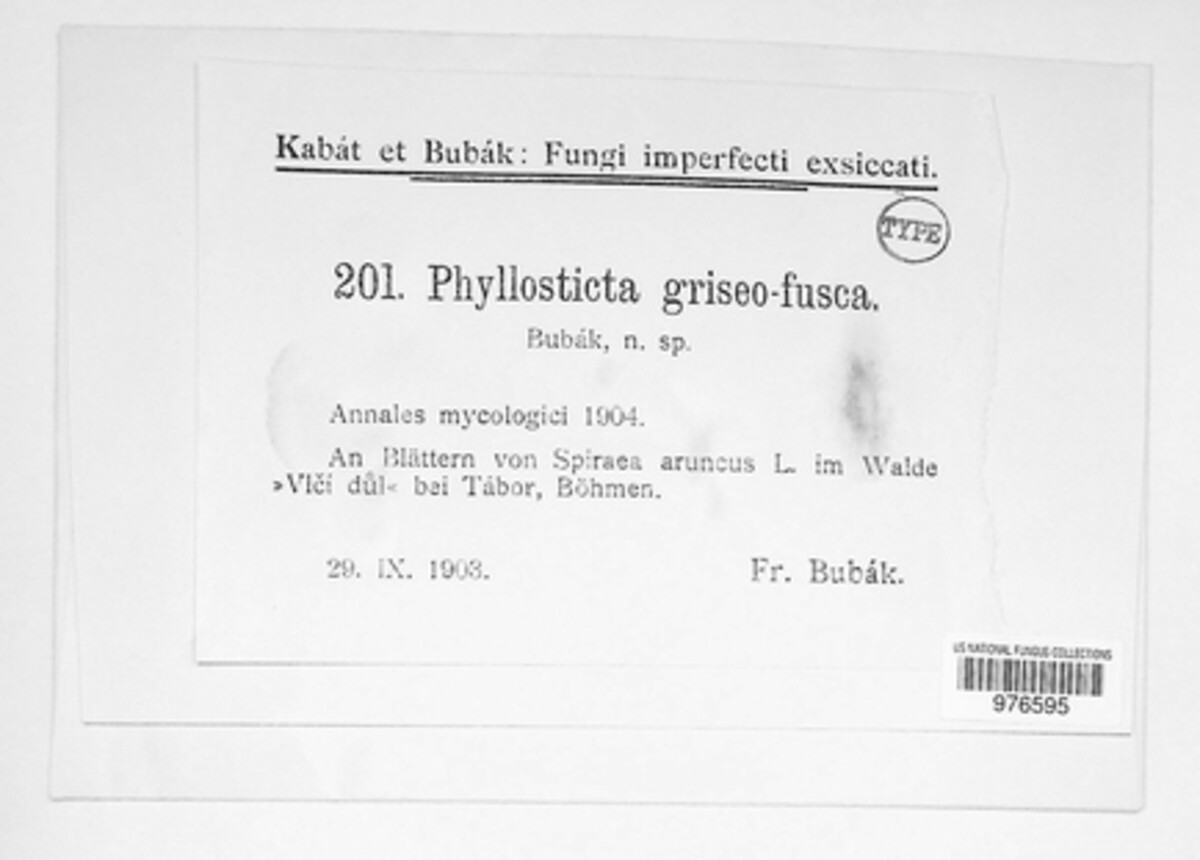 Kabát et Bubák: Fungi imperfecti exsiccati.
TYPE
201. Phyllosticta griseo-fusca.
Bubák, n. sp.
Annales mycologici 1904.
An Blättern von Spiraea aruncus L. im Walde
»Vlčí důl« bei Tábor, Böhmen.
29. IX. 1903.
Fr. Bubák.
US NATIONAL FUNGUS COLLECTIONS
976595